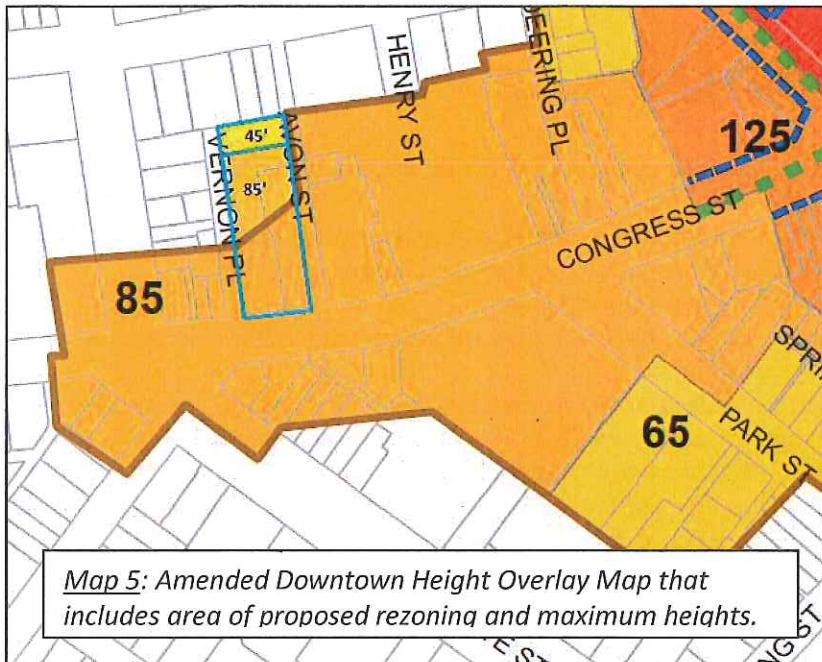 DEERING PL
HENRY ST
AVON ST
VERNON PL
45'
85'
125
CONGRESS ST
85
65
PARK ST
Map 5: Amended Downtown Height Overlay Map that
includes area of proposed rezoning and maximum heights.